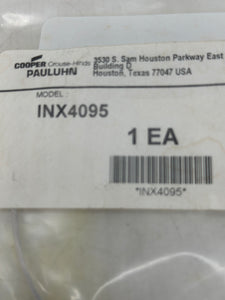 COOPER Crouse-Hinds
PAULUHN
3530 S. Sam Houston Parkway East
Building D
Houston, Texas 77047 USA
MODEL:
INX4095
1 EA
*INX4095*